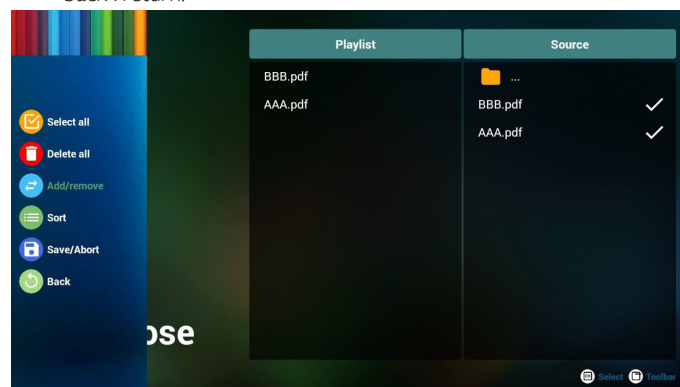 Select all
Delete all
Add/remove
Sort
Save/Abort
Back
ose
Playlist
BBB.pdf
AAA.pdf
Source
...
BBB.pdf
AAA.pdf
Select
Toolbar